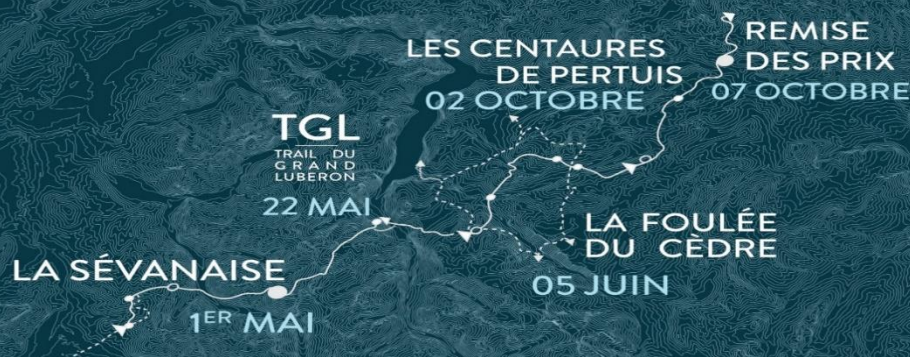 REMISE
DES PRIX
07 OCTOBRE
LES CENTAURES
DE PERTUIS
02 OCTOBRE
TGL
TRAIL DU
GRAND
LUBERON
22 MAI
LA FOULÉE
DU CÈDRE
05 JUIN
LA SÉVANAISE
1ER MAI